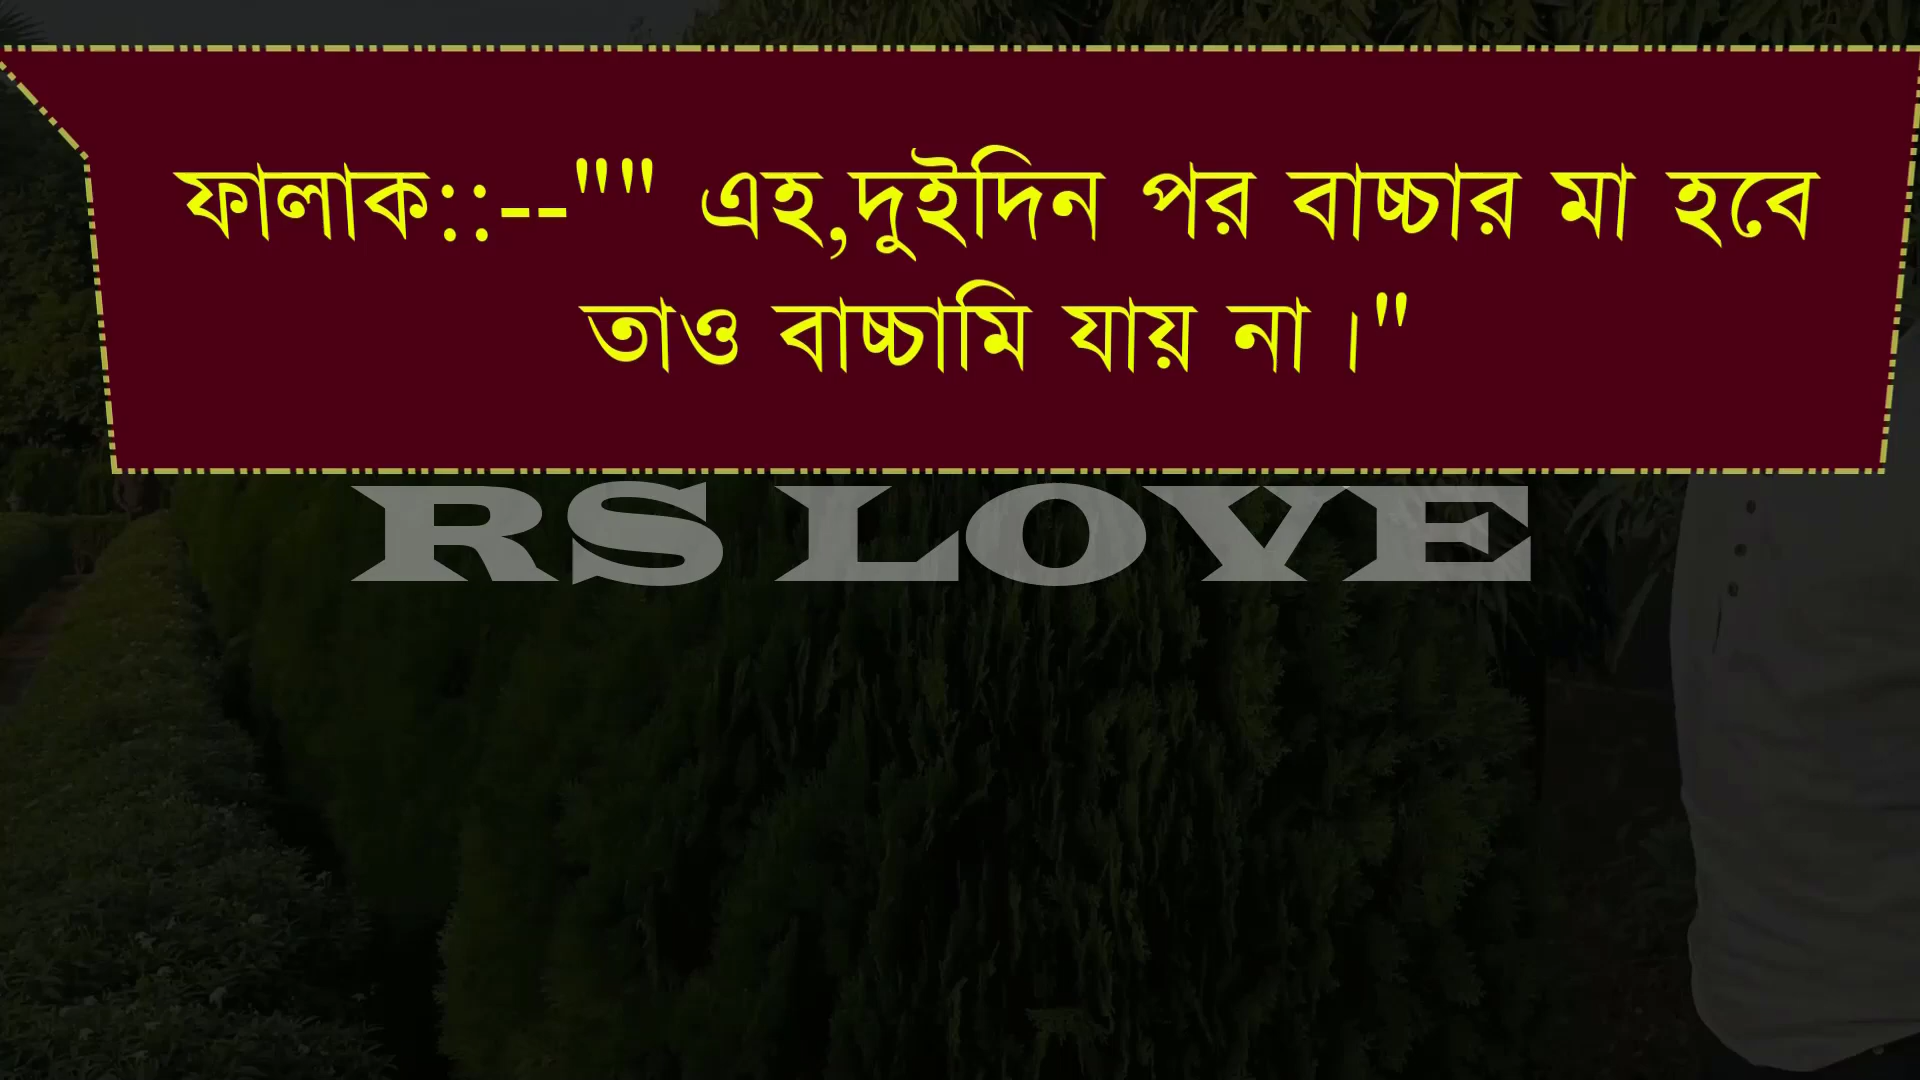 ফালাক::--"" এহ,দুইদিন পর বাচ্চার মা হবে
তাও বাচ্চামি যায় না।"
RS LOVE